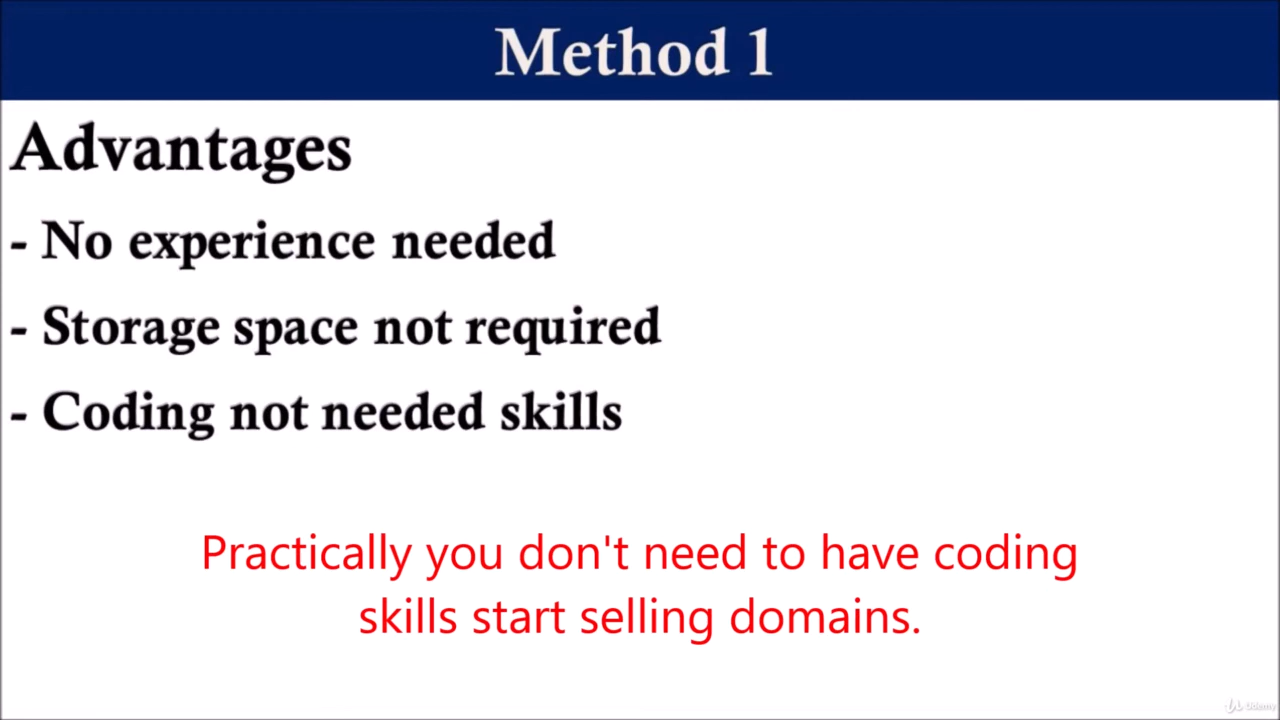 Method 1
Advantages
- No experience needed
- Storage space not required
- Coding not needed skills
Practically you don't need to have coding
skills start selling domains.
Udemy